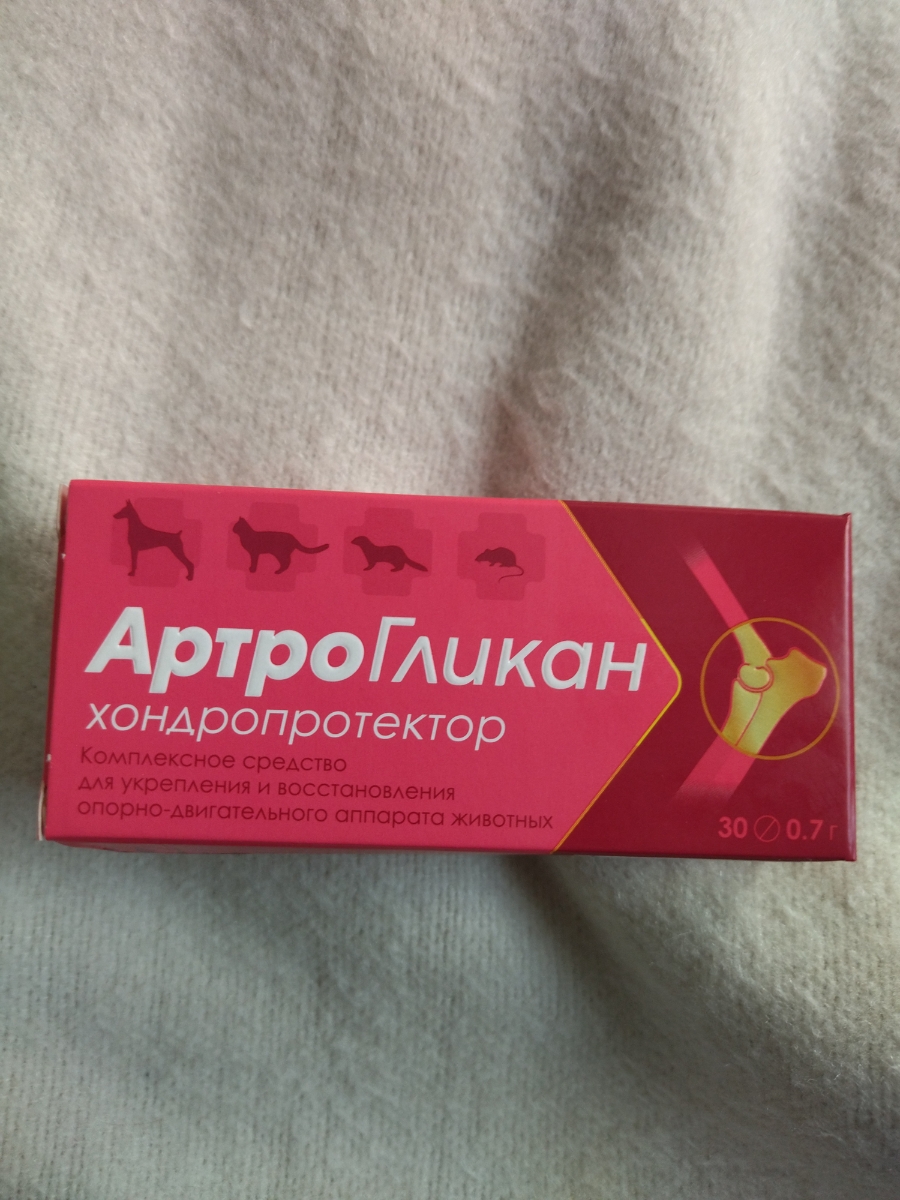 АртроГликан
хондропротектор
Комплексное средство
для укрепления и восстановления
опорно-двигательного аппарата животных
30 0.7 г